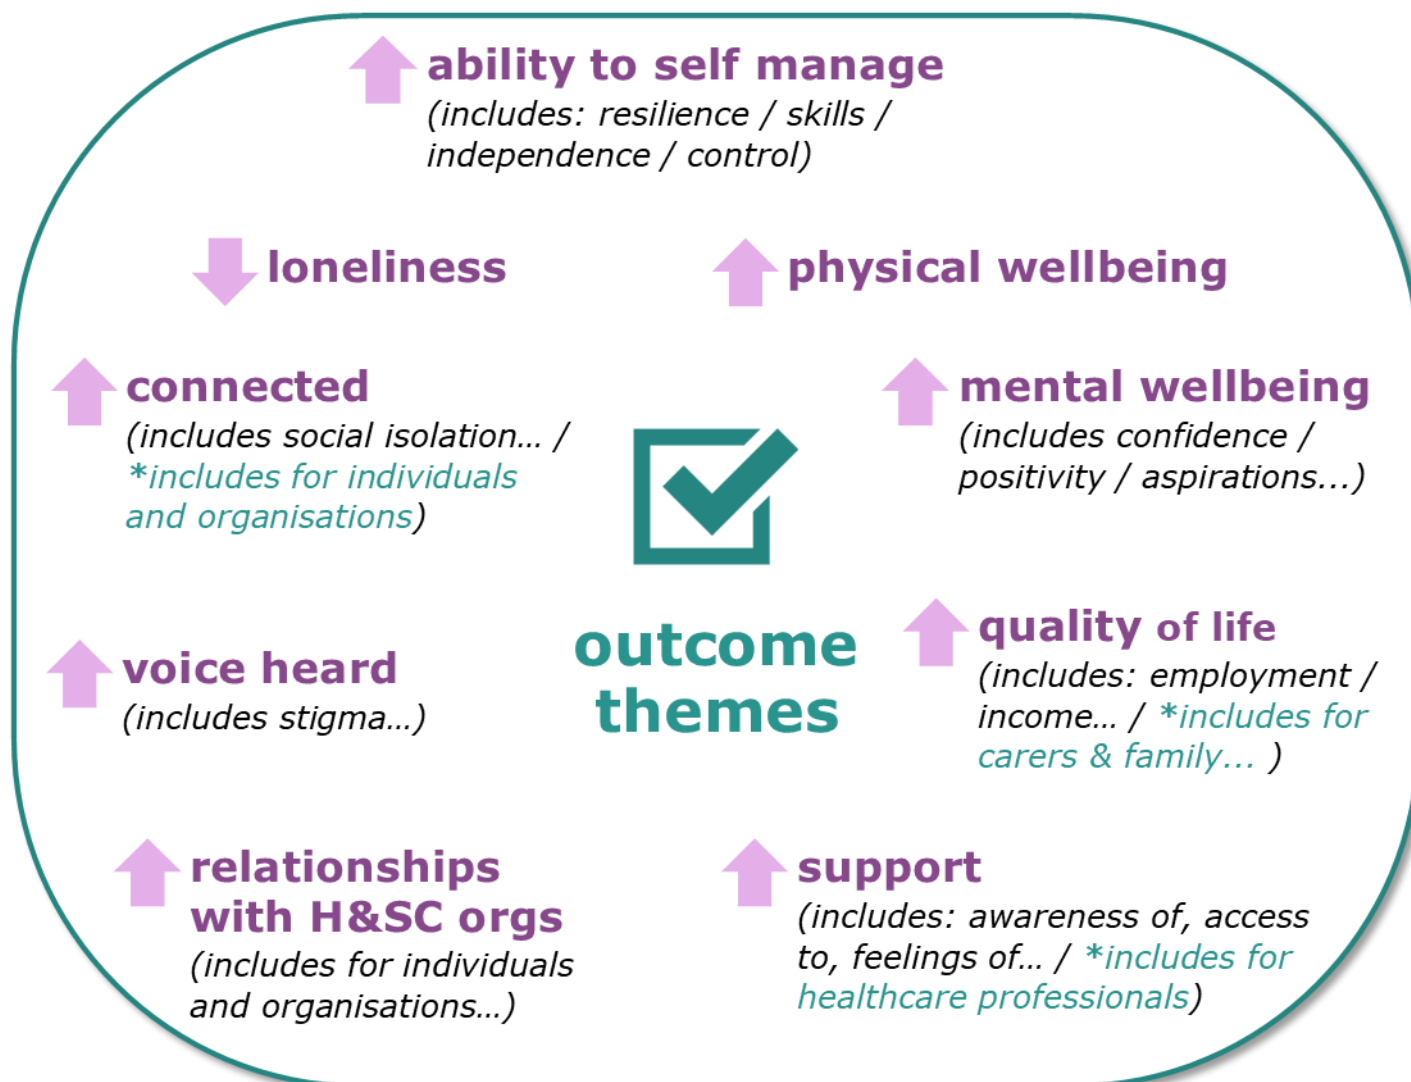 ability to self manage
(includes: resilience / skills /
independence / control)
loneliness
physical wellbeing
connected
(includes social isolation… /
*includes for individuals
and organisations)
mental wellbeing
(includes confidence /
positivity / aspirations…)
outcome
themes
voice heard
(includes stigma…)
quality of life
(includes: employment /
income… / *includes for
carers & family… )
relationships
with H&SC orgs
(includes for individuals
and organisations…)
support
(includes: awareness of, access
to, feelings of… / *includes for
healthcare professionals)